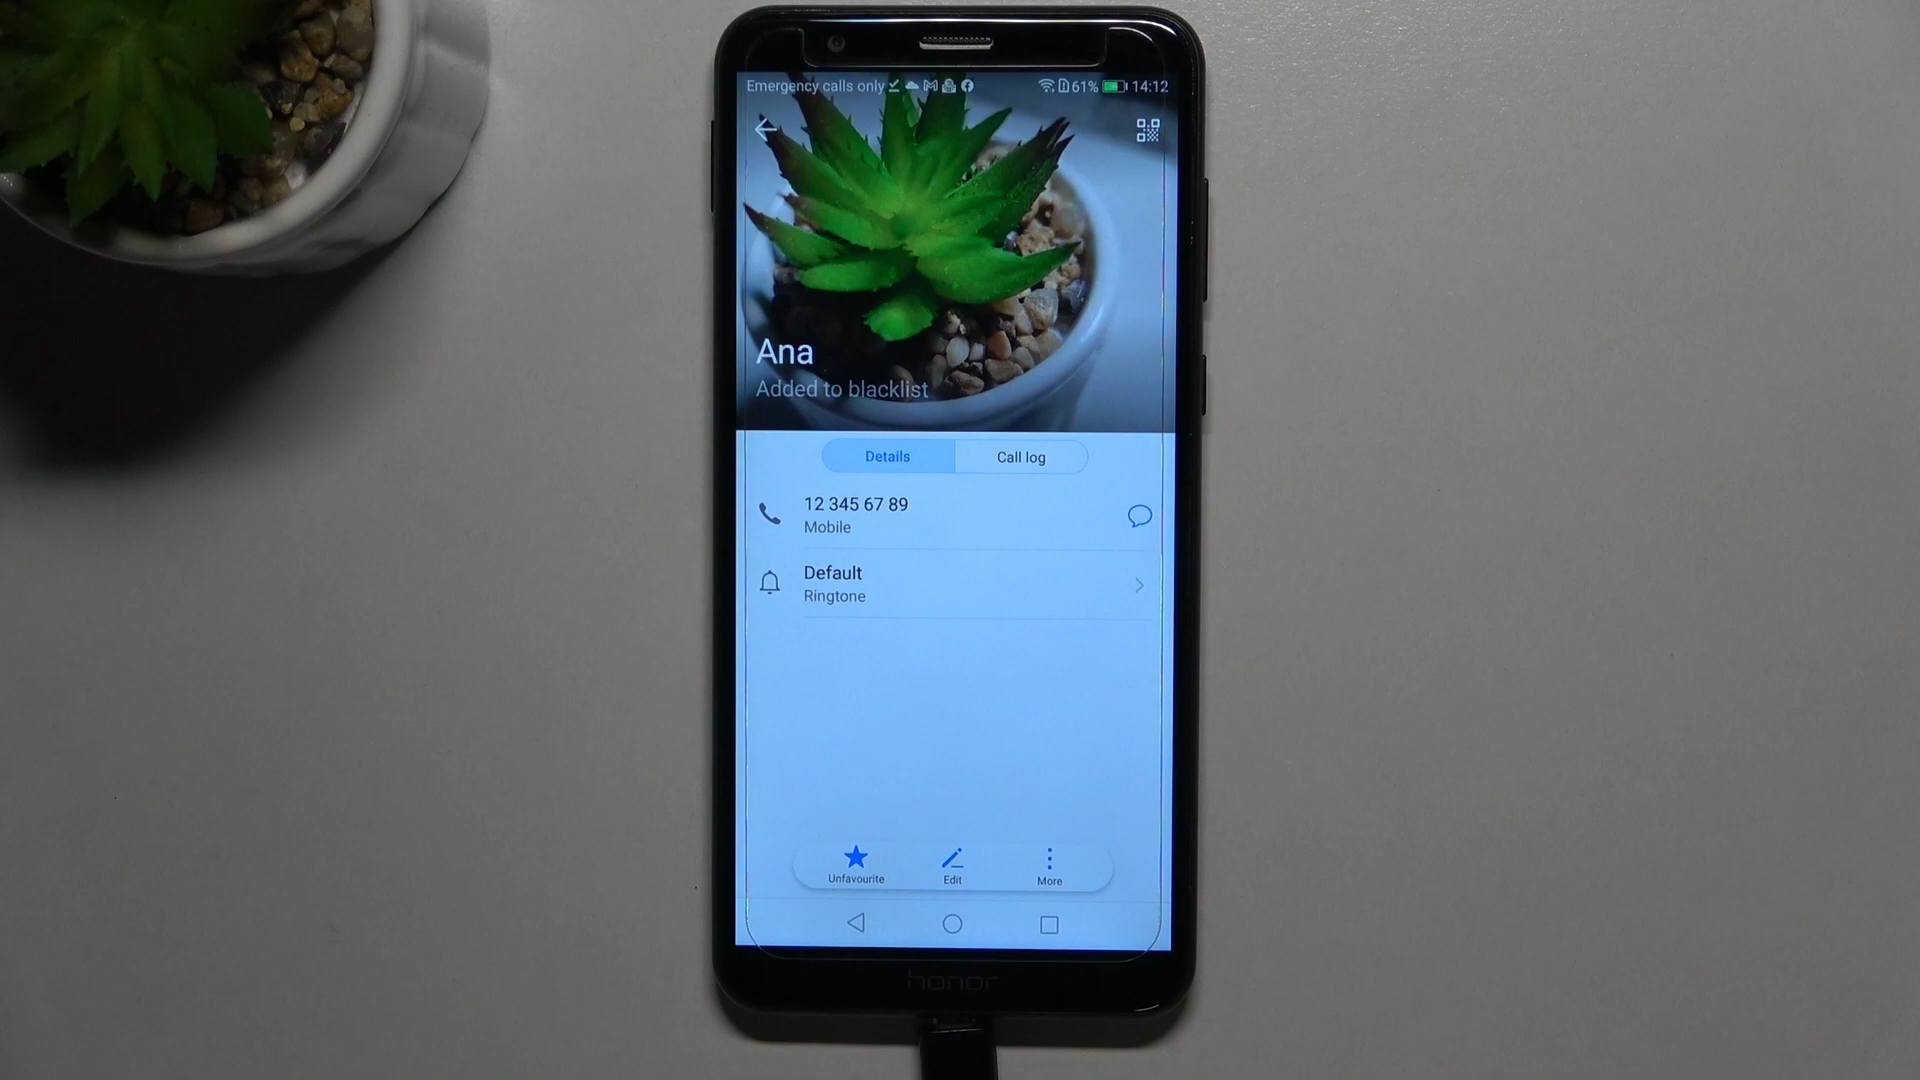 Emergency calls only 61% 14:12
Ana
Added to blacklist
Details Call log
12 345 67 89
Mobile
Default
Ringtone
Unfavourite Edit More
honor